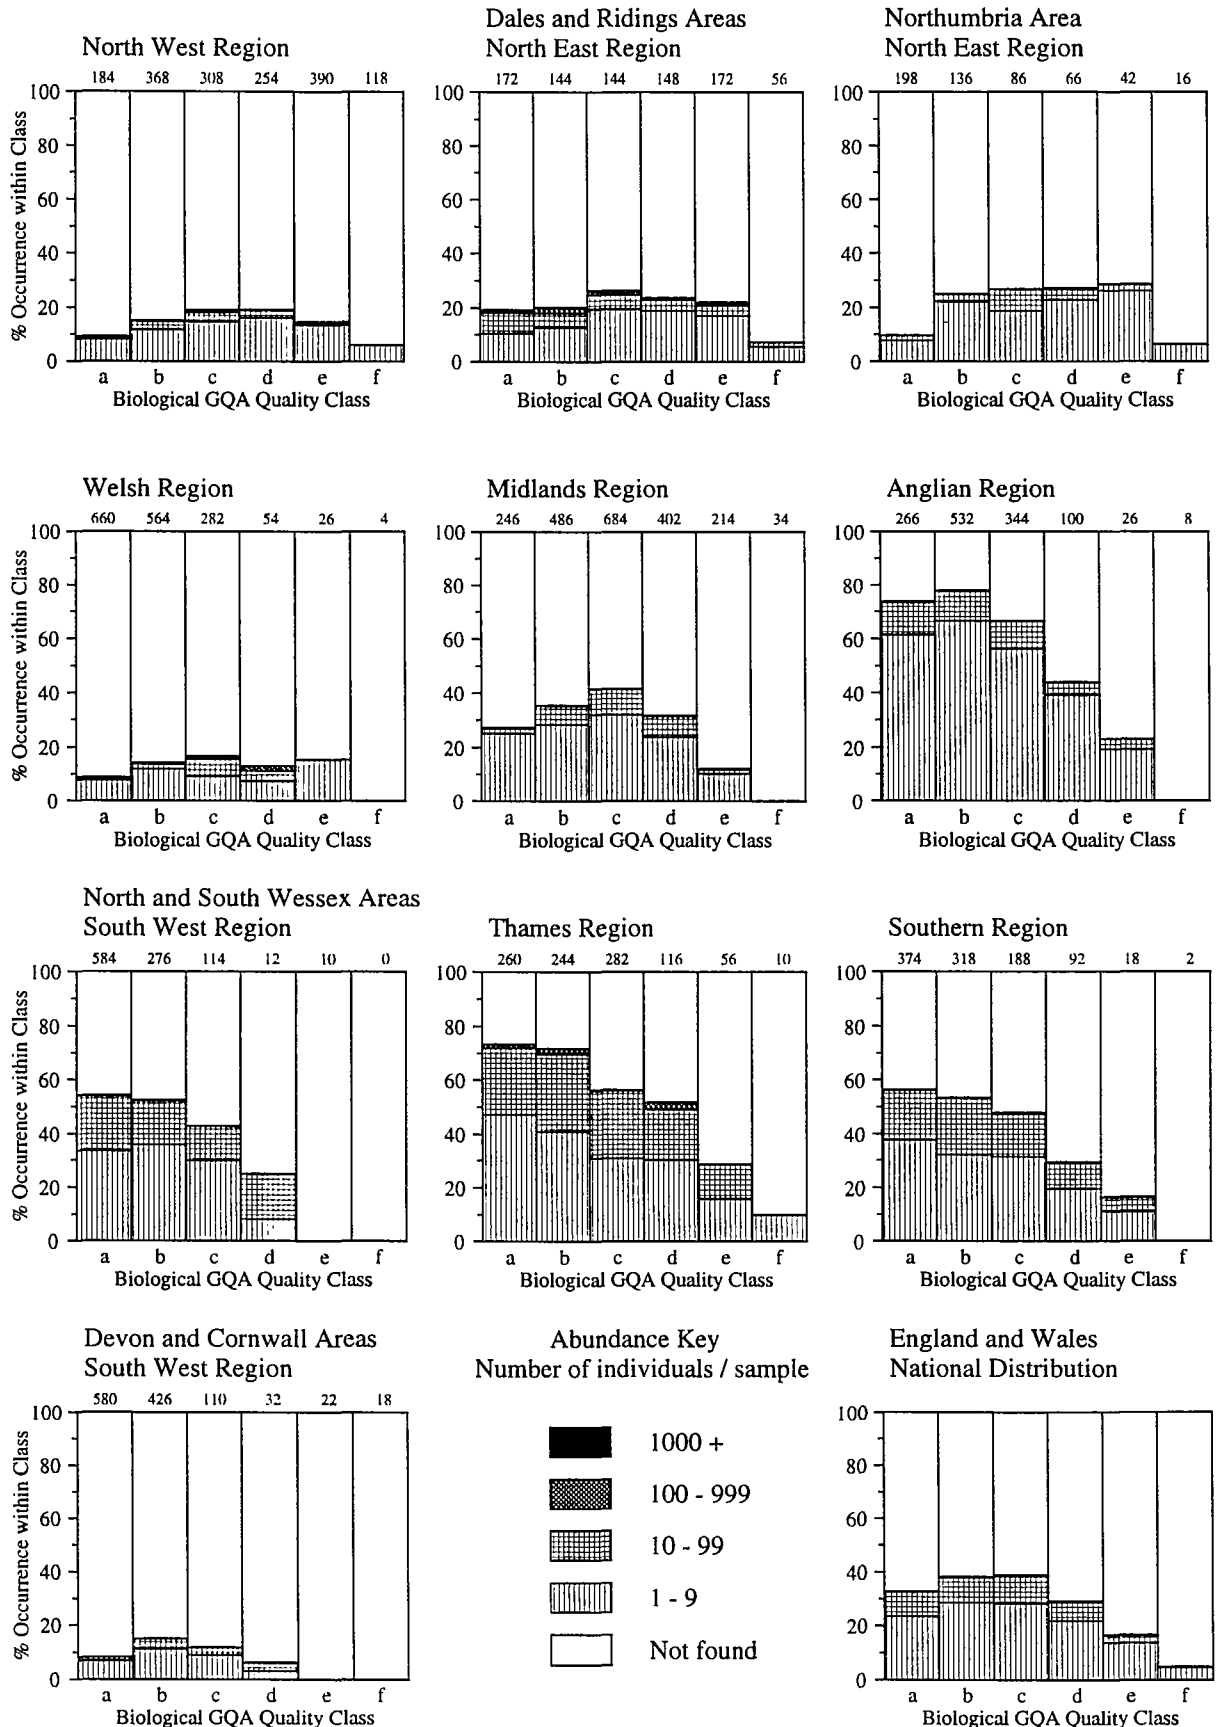 North West Region
184 368 308 254 390 118
% Occurrence within Class
100
80
60
40
20
0
a b c d e f
Biological GQA Quality Class
Dales and Ridings Areas
North East Region
172 144 144 148 172 56
100
80
60
40
20
0
a b c d e f
Biological GQA Quality Class
Northumbria Area
North East Region
198 136 86 66 42 16
100
80
60
40
20
0
a b c d e f
Biological GQA Quality Class
Welsh Region
660 564 282 54 26 4
% Occurrence within Class
100
80
60
40
20
0
a b c d e f
Biological GQA Quality Class
Midlands Region
246 486 684 402 214 34
100
80
60
40
20
0
a b c d e f
Biological GQA Quality Class
Anglian Region
266 532 344 100 26 8
100
80
60
40
20
0
a b c d e f
Biological GQA Quality Class
North and South Wessex Areas
South West Region
584 276 114 12 10 0
% Occurrence within Class
100
80
60
40
20
0
a b c d e f
Biological GQA Quality Class
Thames Region
260 244 282 116 56 10
100
80
60
40
20
0
a b c d e f
Biological GQA Quality Class
Southern Region
374 318 188 92 18 2
100
80
60
40
20
0
a b c d e f
Biological GQA Quality Class
Devon and Cornwall Areas
South West Region
580 426 110 32 22 18
% Occurrence within Class
100
80
60
40
20
0
a b c d e f
Biological GQA Quality Class
Abundance Key
Number of individuals / sample
1000 +
100 - 999
10 - 99
1 - 9
Not found
England and Wales
National Distribution
100
80
60
40
20
0
a b c d e f
Biological GQA Quality Class